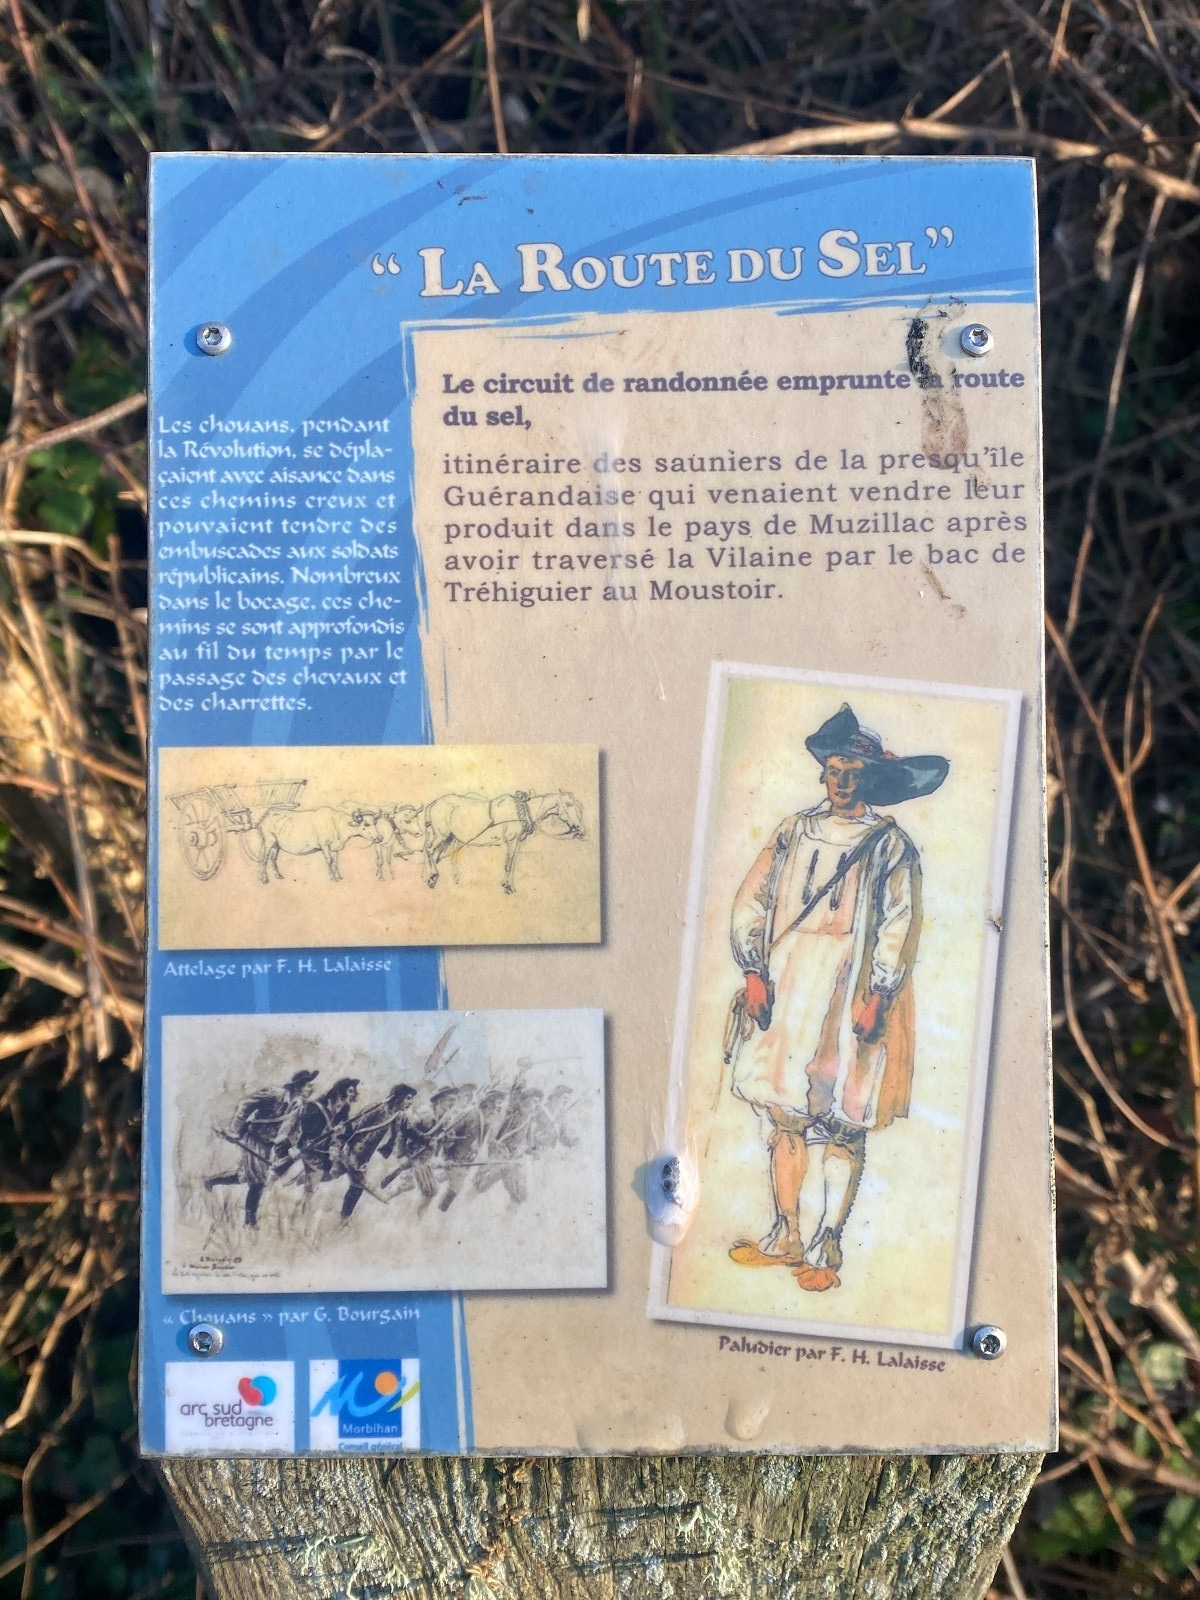 “ La Route du Sel”
Le circuit de randonnée emprunte la route
du sel,
itinéraire des sauniers de la presqu’île
Guérandaise qui venaient vendre leur
produit dans le pays de Muzillac après
avoir traversé la Vilaine par le bac de
Tréhiguier au Moustoir.
Les chouans, pendant
la Révolution, se dépla-
çaient avec aisance dans
ces chemins creux et
pouvaient tendre des
embuscades aux soldats
républicains. Nombreux
dans le bocage, ces che-
mins se sont approfondis
au fil du temps par le
passage des chevaux et
des charrettes.
Attelage par F. H. Lalaisse
« Chouans » par G. Bourgain
Paludier par F. H. Lalaisse
arc sud
bretagne
Morbihan
Conseil général